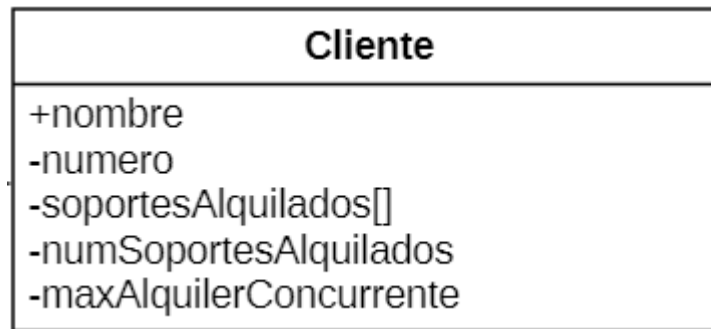 Cliente
+nombre
-numero
-soportesAlquilados[]
-numSoportesAlquilados
-maxAlquilerConcurrente